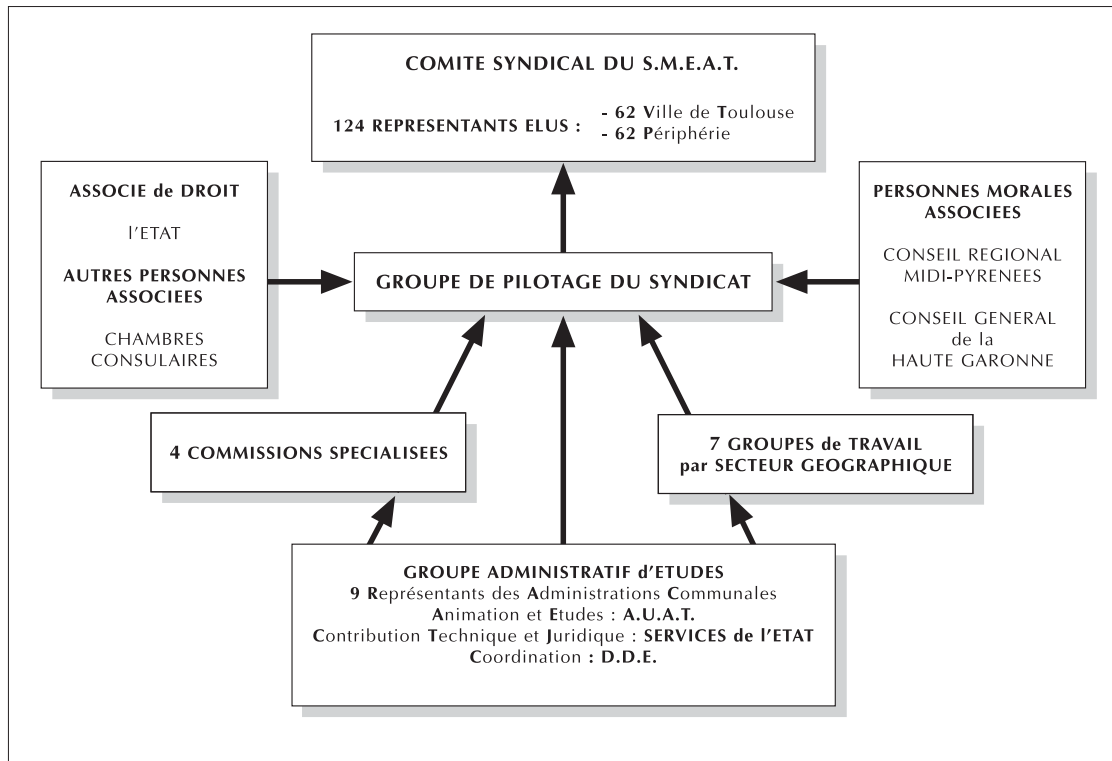 COMITE SYNDICAL DU S.M.E.A.T.
124 REPRESENTANTS ELUS :
- 62 Ville de Toulouse
- 62 Périphérie
ASSOCIE de DROIT
l'ETAT
AUTRES PERSONNES
ASSOCIEES
CHAMBRES
CONSULAIRES
GROUPE DE PILOTAGE DU SYNDICAT
PERSONNES MORALES
ASSOCIEES
CONSEIL REGIONAL
MIDI-PYRENEES
CONSEIL GENERAL
de la
HAUTE GARONNE
4 COMMISSIONS SPECIALISEES
7 GROUPES de TRAVAIL
par SECTEUR GEOGRAPHIQUE
GROUPE ADMINISTRATIF d'ETUDES
9 Représentants des Administrations Communales
Animation et Etudes : A.U.A.T.
Contribution Technique et Juridique : SERVICES de l'ETAT
Coordination : D.D.E.